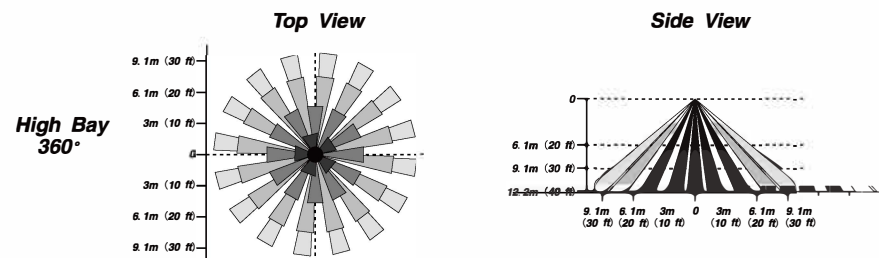 Top View
Side View
High Bay
360°
9.1m (30 ft)
6.1m (20 ft)
3m (10 ft)
0
3m (10 ft)
6.1m (20 ft)
9.1m (30 ft)
0
6.1m (20 ft)
9.1m (30 ft)
12.2m (40 ft)
9.1m 6.1m 3m 0 3m 6.1m 9.1m
(30 ft) (20 ft) (10 ft) (10 ft) (20 ft) (30 ft)